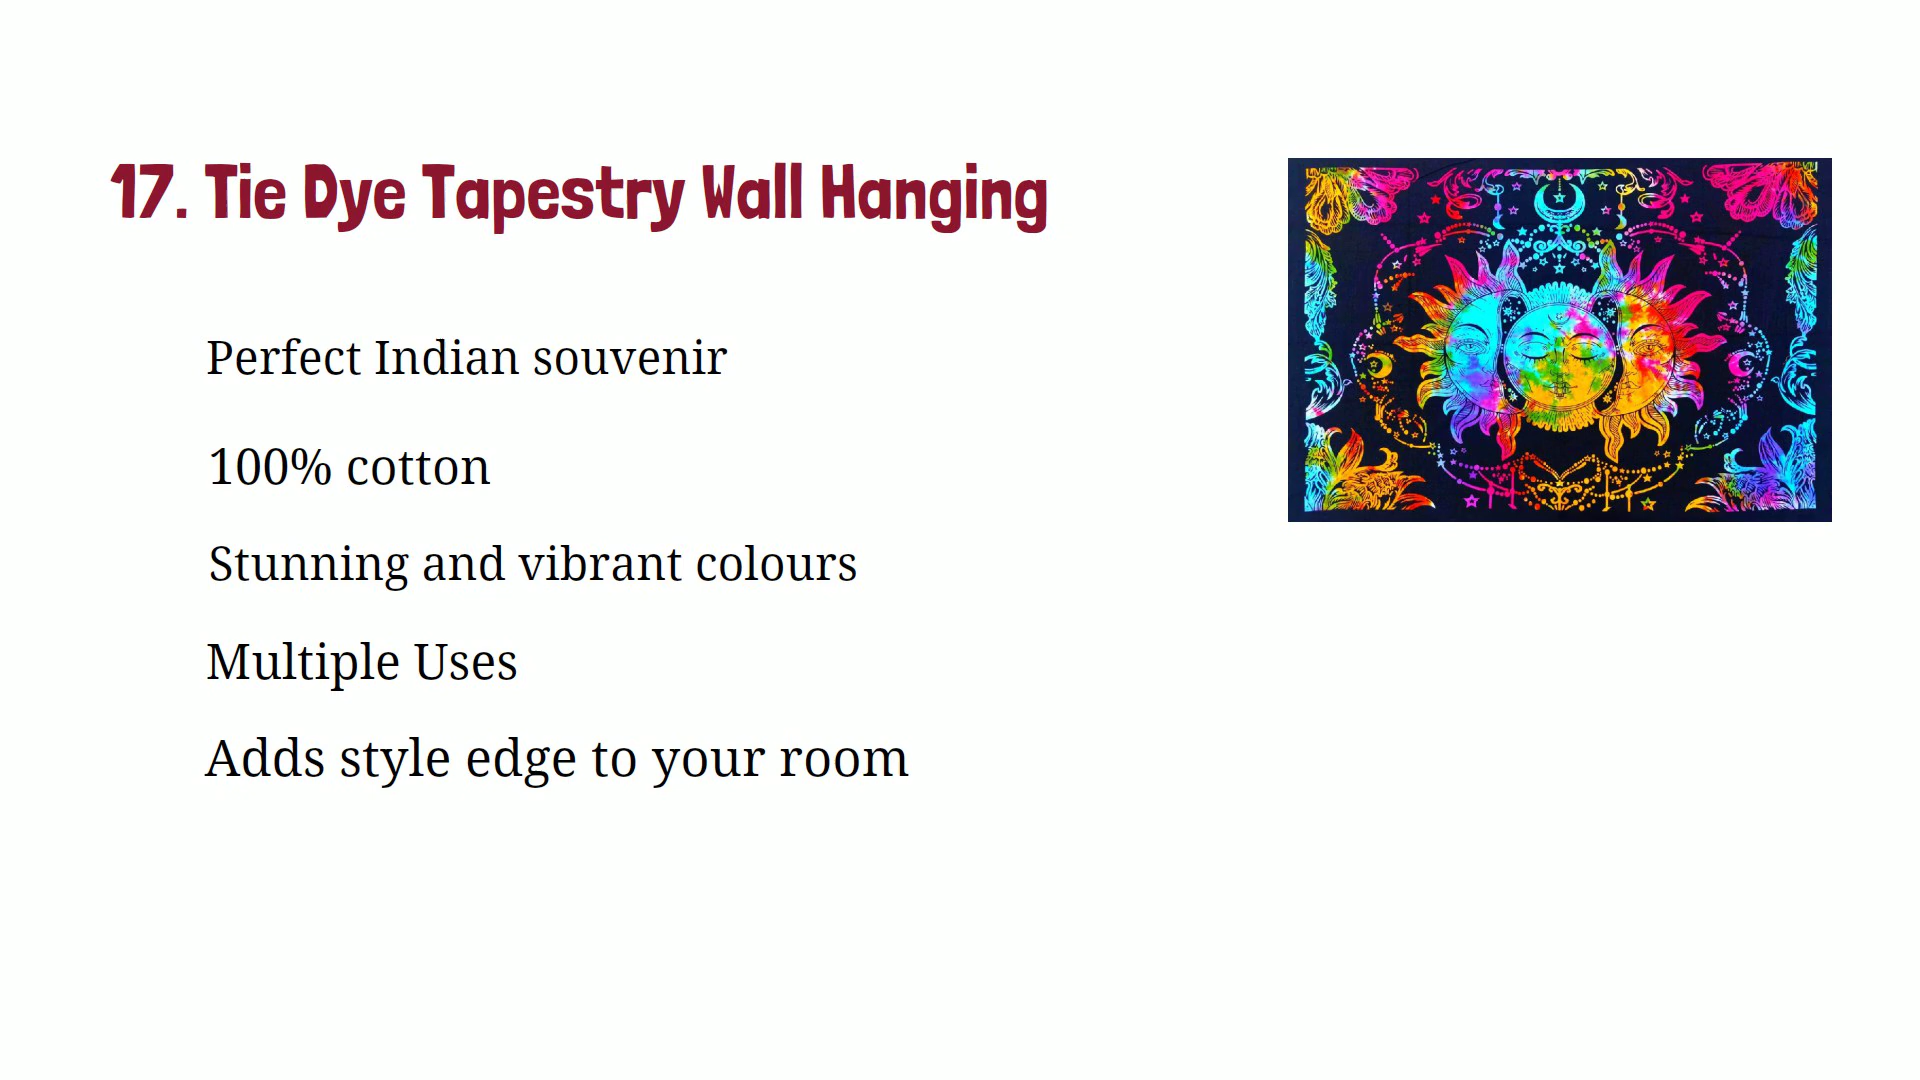 17. Tie Dye Tapestry Wall Hanging
Perfect Indian souvenir
100% cotton
Stunning and vibrant colours
Multiple Uses
Adds style edge to your room